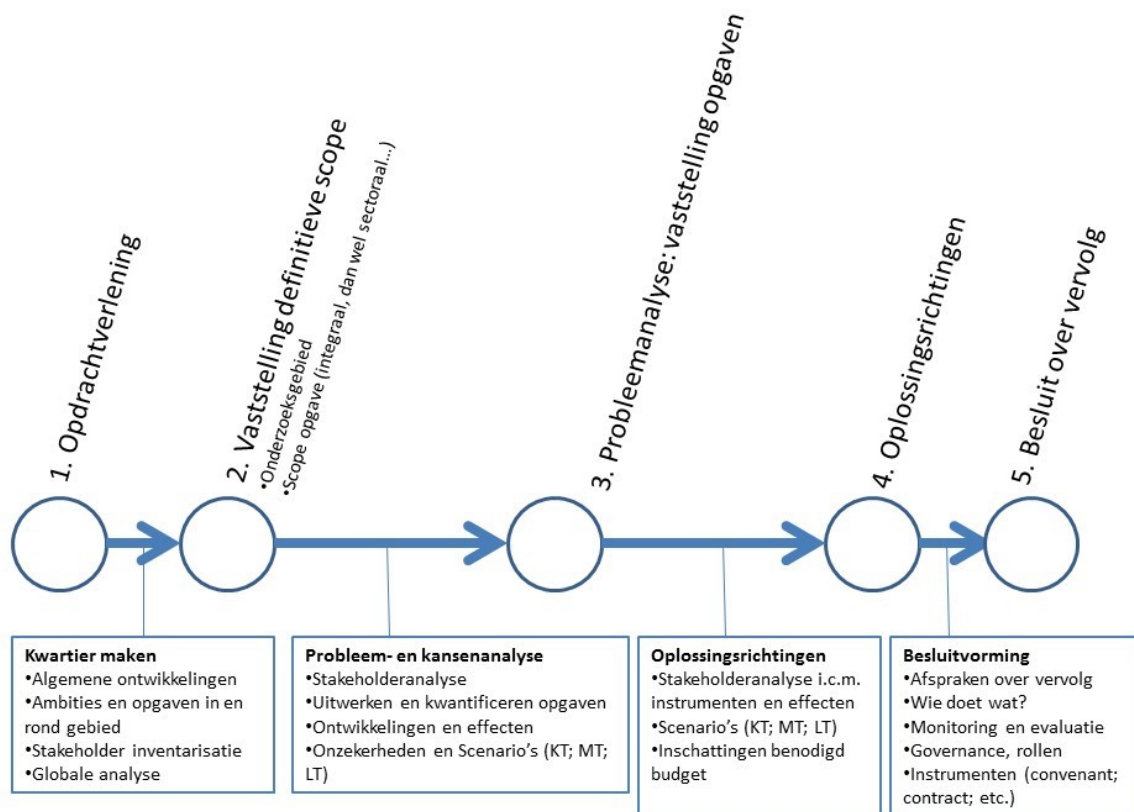 1. Opdrachtverlening
2. Vaststelling definitieve scope
•Onderzoeksgebied
•Scope opgave (integraal, dan wel sectoraal...)
3. Probleemanalyse: vaststelling opgaven
4. Oplossingsrichtingen
5. Besluit over vervolg
Kwartier maken
•Algemene ontwikkelingen
•Ambities en opgaven in en
rond gebied
•Stakeholder inventarisatie
•Globale analyse
Probleem- en kansenanalyse
•Stakeholderanalyse
•Uitwerken en kwantificeren opgaven
•Ontwikkelingen en effecten
•Onzekerheden en Scenario's (KT; MT;
LT)
Oplossingsrichtingen
•Stakeholderanalyse i.c.m.
instrumenten en effecten
•Scenario's (KT; MT; LT)
•Inschattingen benodigd
budget
Besluitvorming
•Afspraken over vervolg
•Wie doet wat?
•Monitoring en evaluatie
•Governance, rollen
•Instrumenten (convenant;
contract; etc.)